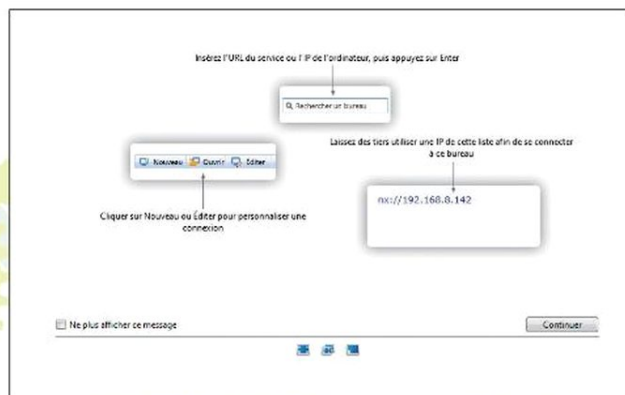 Insérez l'URL du service ou l'IP de l'ordinateur, puis appuyez sur Enter
Rechercher un bureau
Laissez des tiers utiliser une IP de cette liste afin de se connecter
à ce bureau
Nouveau Ouvrir Éditer
nx://192.168.8.142
Cliquer sur Nouveau ou Éditer pour personnaliser une
connexion
Ne plus afficher ce message
Continuer